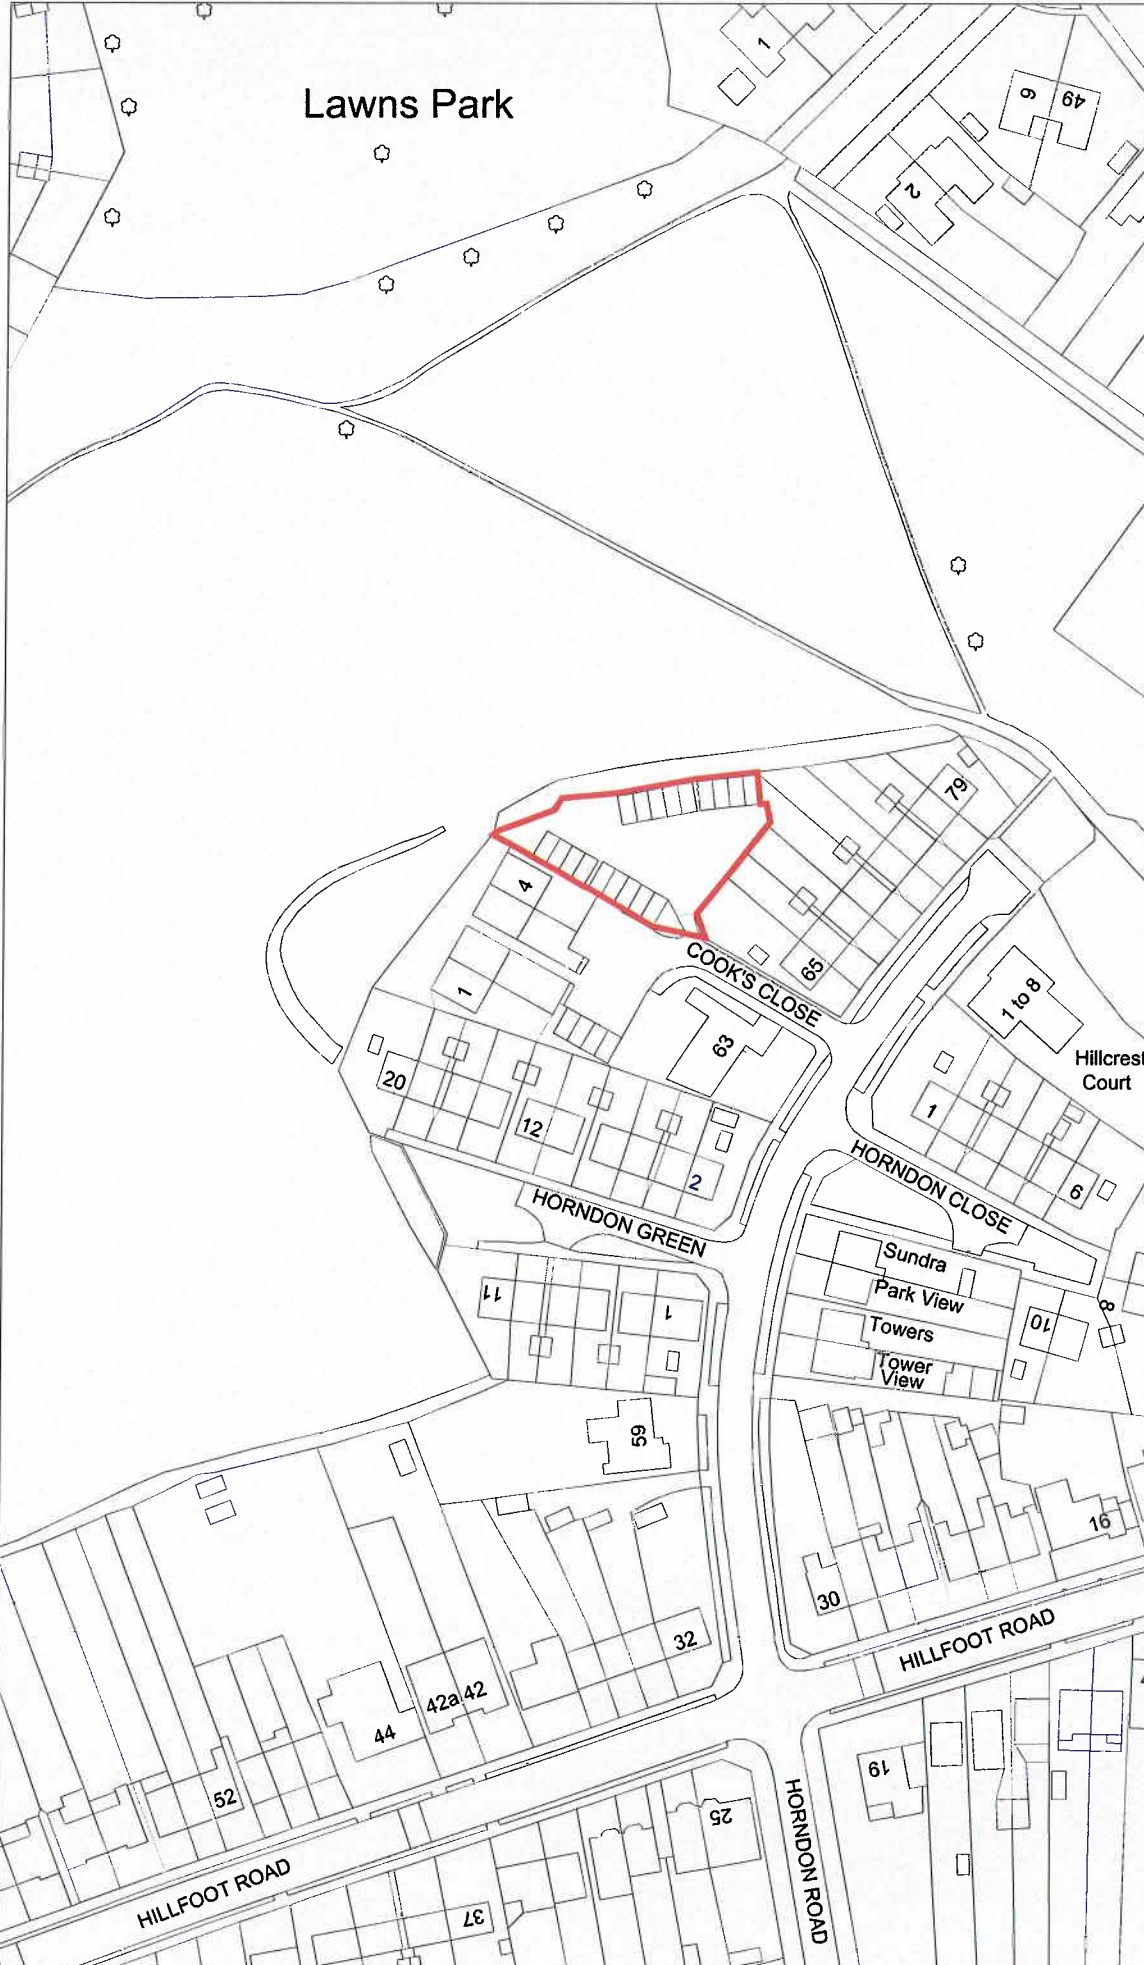 1
6
49
Lawns Park
2
79
4
65
COOK'S CLOSE
1
1 to 8
63
Hillcrest
Court
20
1
12
2
HORNDON CLOSE
6
HORNDON GREEN
Sundra
11
Park View
1
8
10
Towers
Tower
View
59
16
30
HILLFOOT ROAD
32
42a
42
44
19
52
25
HORNDON ROAD
HILLFOOT ROAD
37